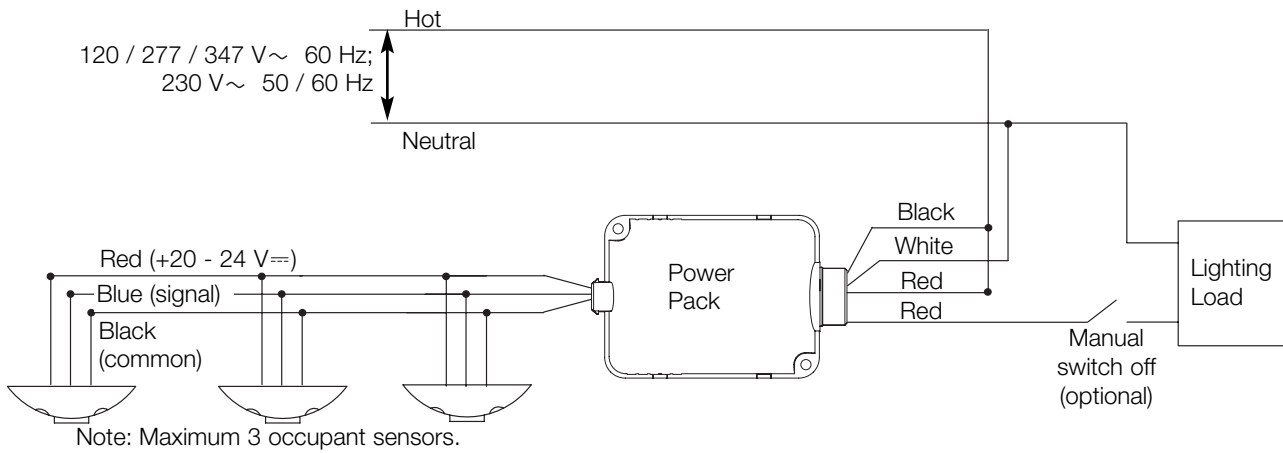 Hot
120 / 277 / 347 V~ 60 Hz;
230 V~ 50 / 60 Hz
Neutral
Black
White
Red
Red
Power
Pack
Lighting
Load
Red (+20 - 24 V⎓)
Blue (signal)
Black
(common)
Manual
switch off
(optional)
Note: Maximum 3 occupant sensors.